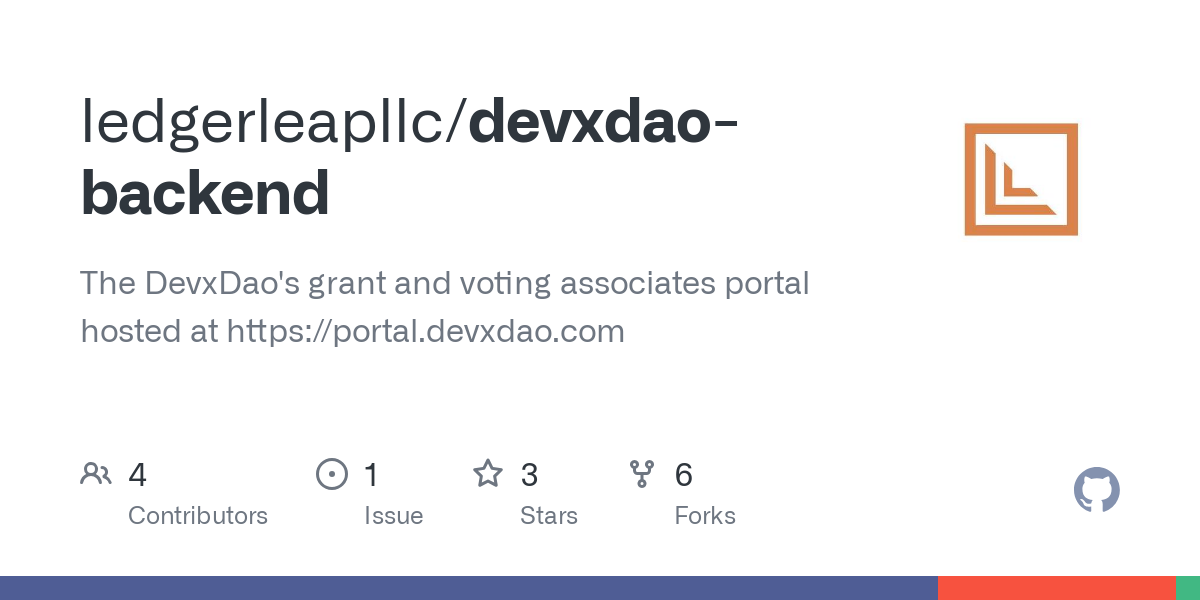 ledgerleapllc/devxdao-
backend
The DevxDao's grant and voting associates portal
hosted at https://portal.devxdao.com
4 1 3 6
Contributors Issue Stars Forks